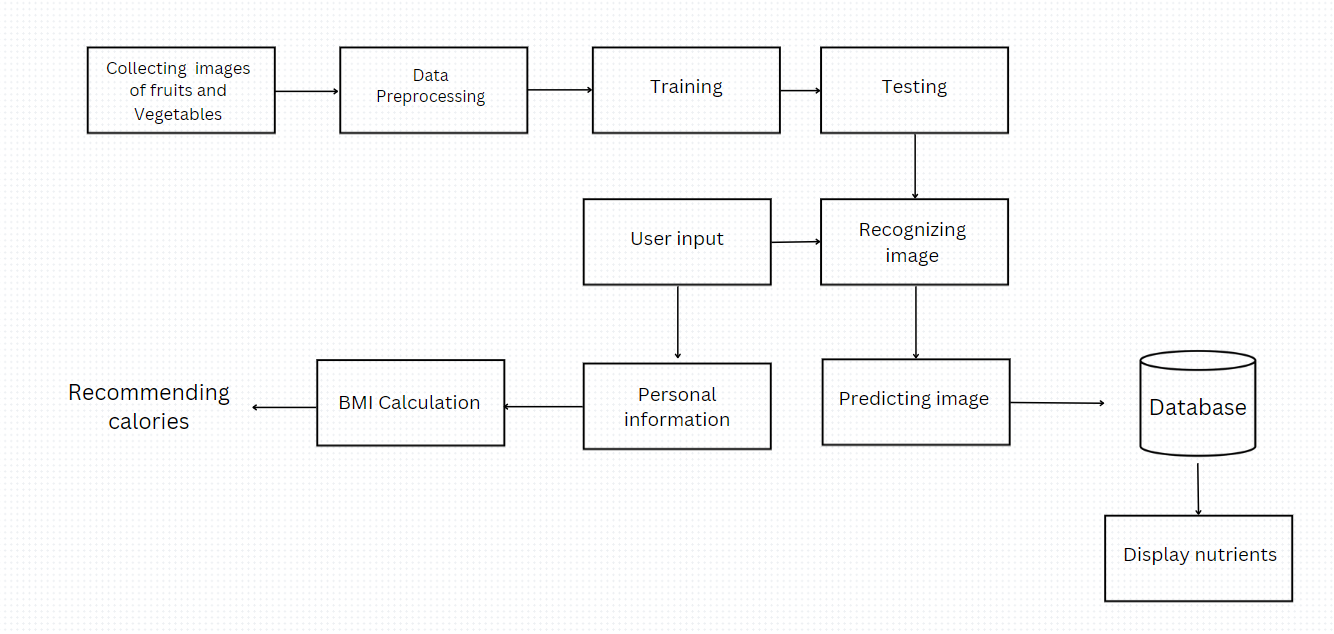 Collecting images
of fruits and
Vegetables
Data
Preprocessing
Training
Testing
User input
Recognizing
image
Recommending
calories
BMI Calculation
Personal
information
Predicting image
Database
Display nutrients